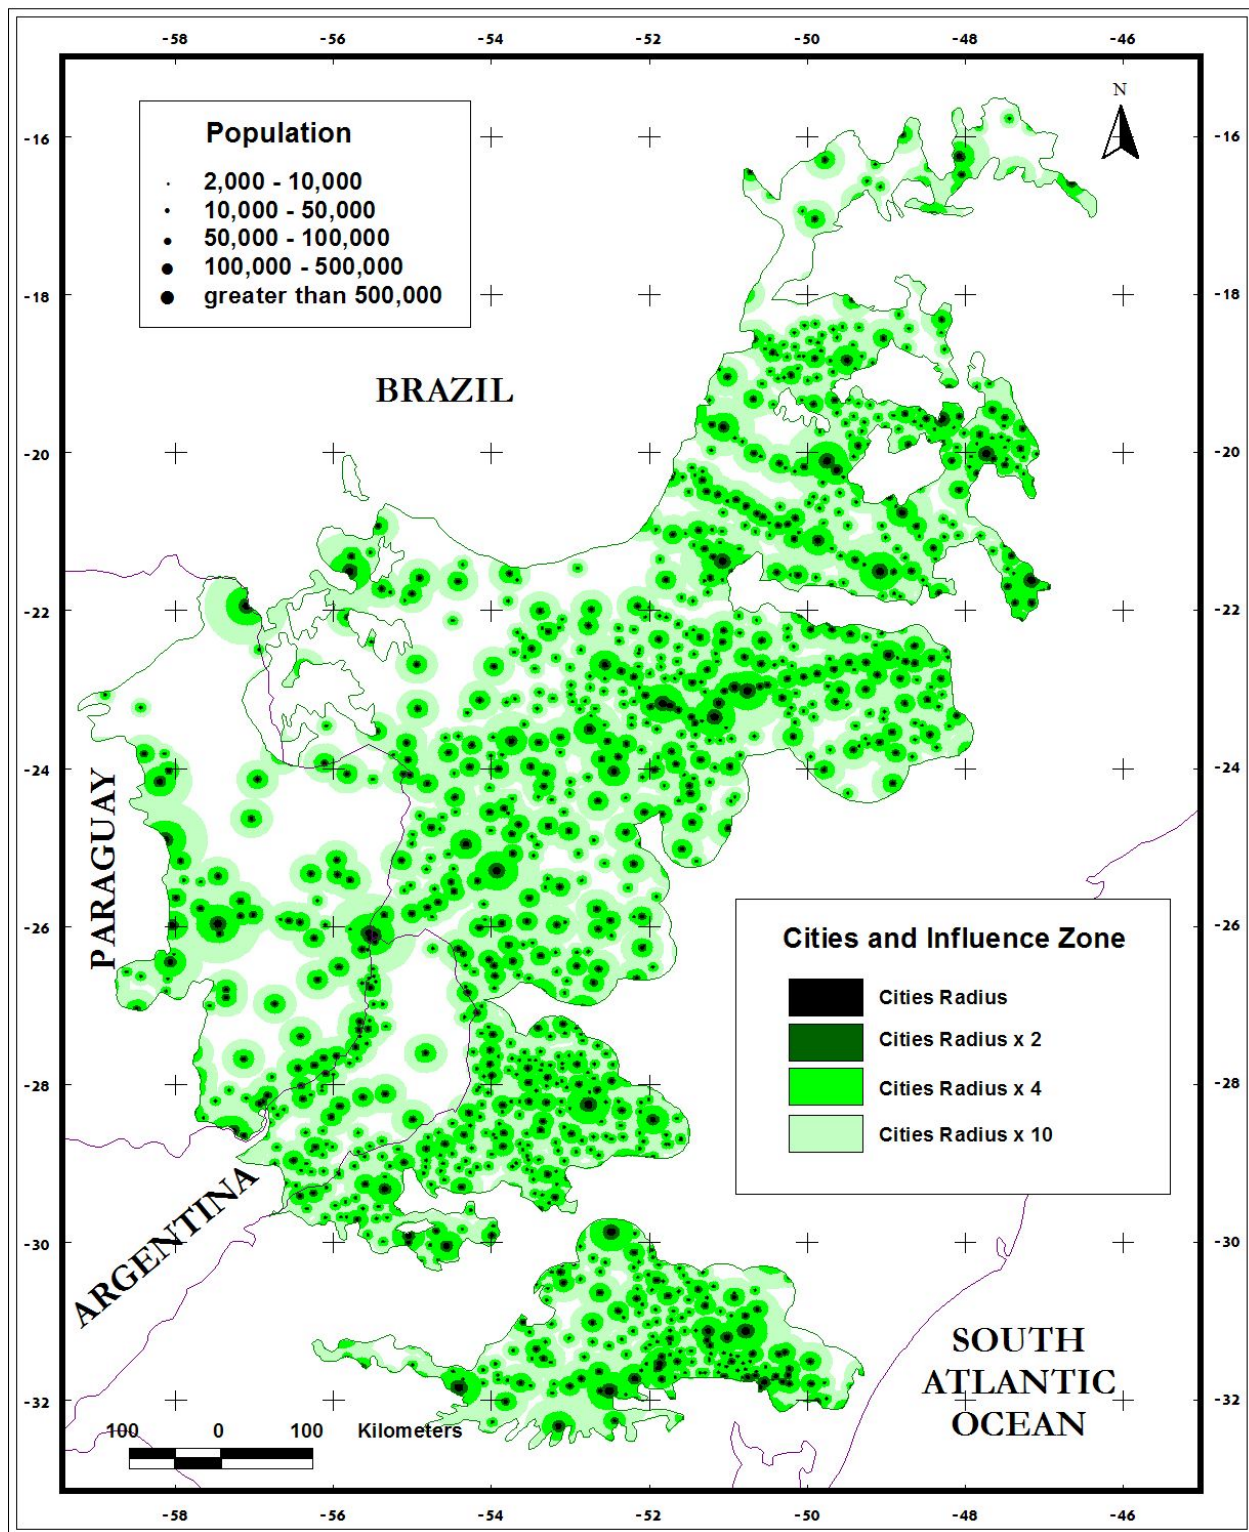 -58 -56 -54 -52 -50 -48 -46
N
-16 -16
Population
2,000 - 10,000
10,000 - 50,000
50,000 - 100,000
100,000 - 500,000
greater than 500,000
-18 -18
BRAZIL
-20 -20
-22 -22
-24 -24
PARAGUAY
-26 -26
Cities and Influence Zone
Cities Radius
Cities Radius x 2
Cities Radius x 4
Cities Radius x 10
-28 -28
ARGENTINA
-30 -30
SOUTH
ATLANTIC
OCEAN
-32 -32
100 0 100 Kilometers
-58 -56 -54 -52 -50 -48 -46